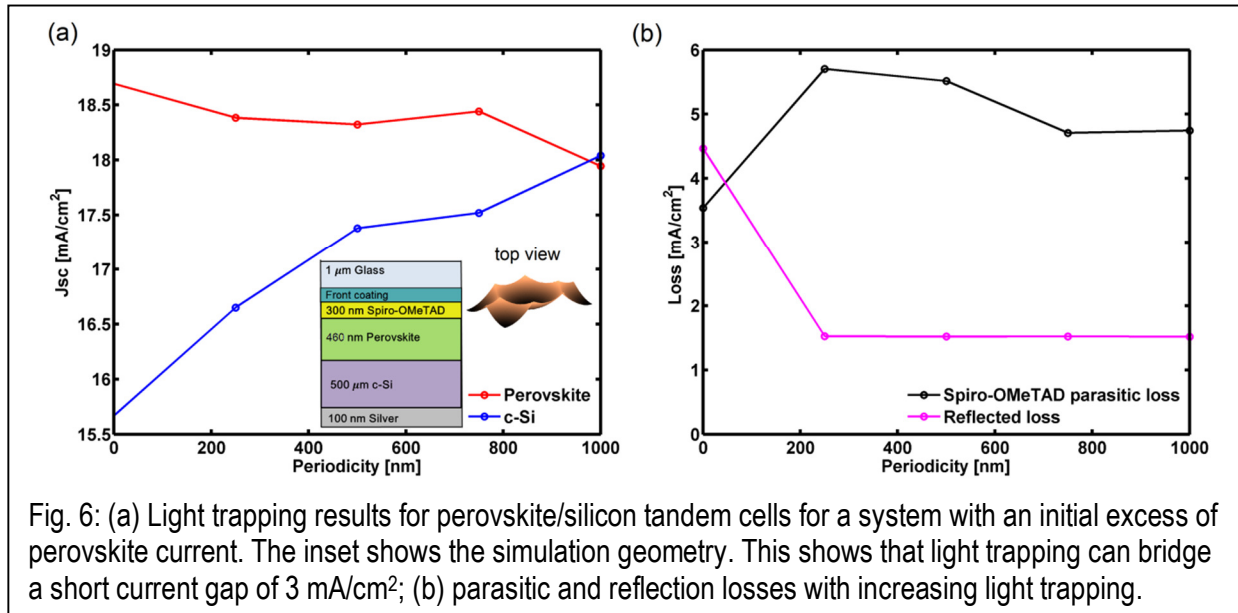 (a)
19
18.5
18
17.5
17
16.5
16
15.5
Jsc [mA/cm²]
0
200
400
600
800
1000
Periodicity [nm]
top view
1 μm Glass
Front coating
300 nm Spiro-OMeTAD
460 nm Perovskite
500 μm c-Si
100 nm Silver
Perovskite
c-Si
(b)
6
5
4
3
2
1
0
Loss [mA/cm²]
0
200
400
600
800
1000
Periodicity [nm]
Spiro-OMeTAD parasitic loss
Reflected loss
Fig. 6: (a) Light trapping results for perovskite/silicon tandem cells for a system with an initial excess of
perovskite current. The inset shows the simulation geometry. This shows that light trapping can bridge
a short current gap of 3 mA/cm²; (b) parasitic and reflection losses with increasing light trapping.